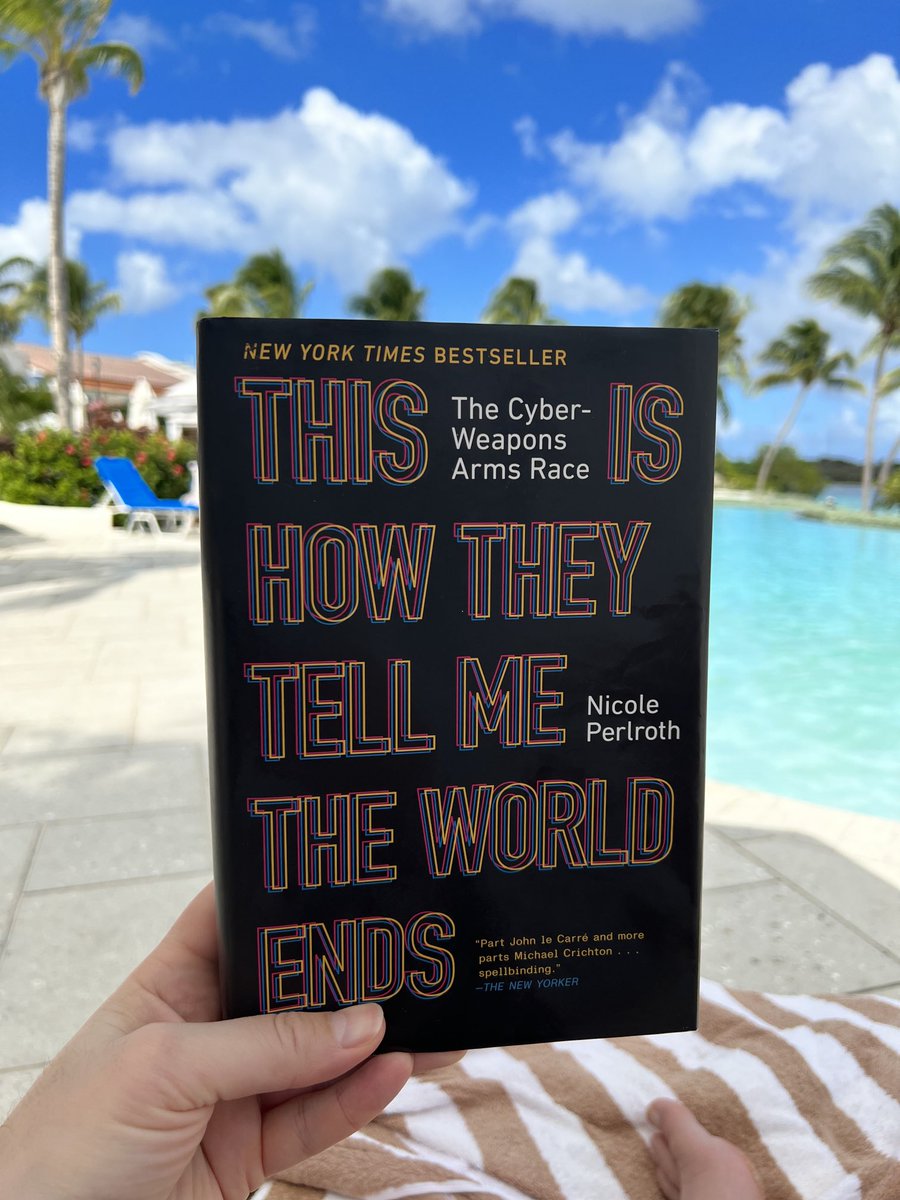 NEW YORK TIMES BESTSELLER
THIS IS
The Cyber-
Weapons
Arms Race
HOW THEY
TELL ME
Nicole
Perlroth
THE WORLD
ENDS
"Part John le Carré and more
parts Michael Crichton . . .
spellbinding."
—THE NEW YORKER